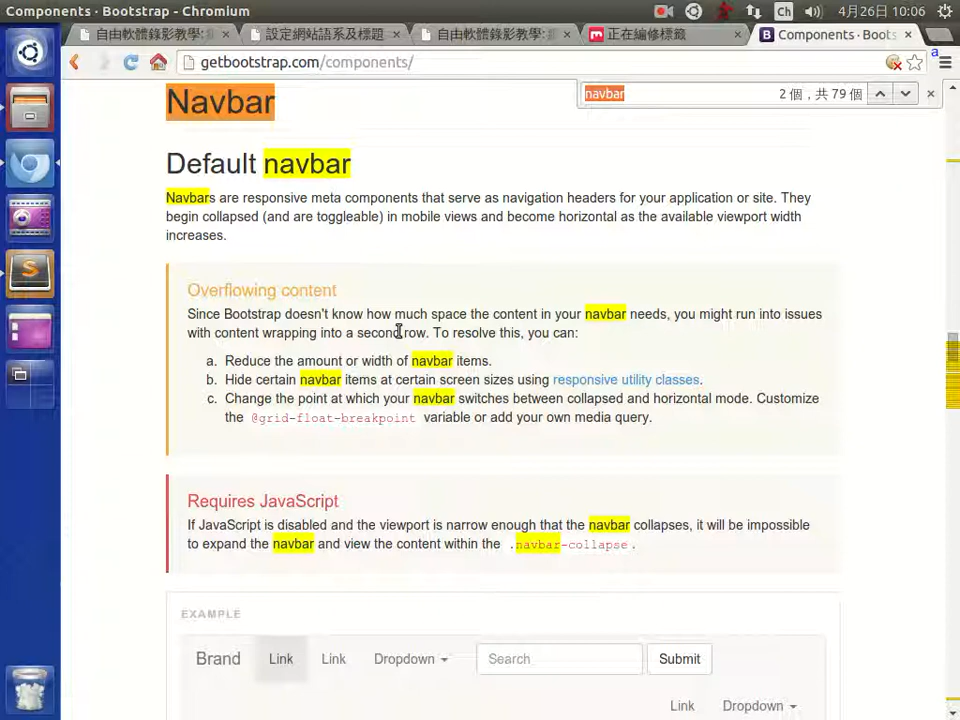 Components · Bootstrap - Chromium
Ch
4月26日 10:06
自由軟體錄影教學:
設定網站語系及標題
自由軟體錄影教學:
正在編修標籤
Components · Boots
getbootstrap.com/components/
a
navbar
2 個，共 79 個
Navbar
Default navbar
Navbars are responsive meta components that serve as navigation headers for your application or site. They
begin collapsed (and are toggleable) in mobile views and become horizontal as the available viewport width
increases.
Overflowing content
Since Bootstrap doesn't know how much space the content in your navbar needs, you might run into issues
with content wrapping into a second row. To resolve this, you can:
a. Reduce the amount or width of navbar items.
b. Hide certain navbar items at certain screen sizes using responsive utility classes.
c. Change the point at which your navbar switches between collapsed and horizontal mode. Customize
the @grid-float-breakpoint variable or add your own media query.
Requires JavaScript
If JavaScript is disabled and the viewport is narrow enough that the navbar collapses, it will be impossible
to expand the navbar and view the content within the .navbar-collapse.
EXAMPLE
Brand Link Link Dropdown Search Submit
Link Dropdown